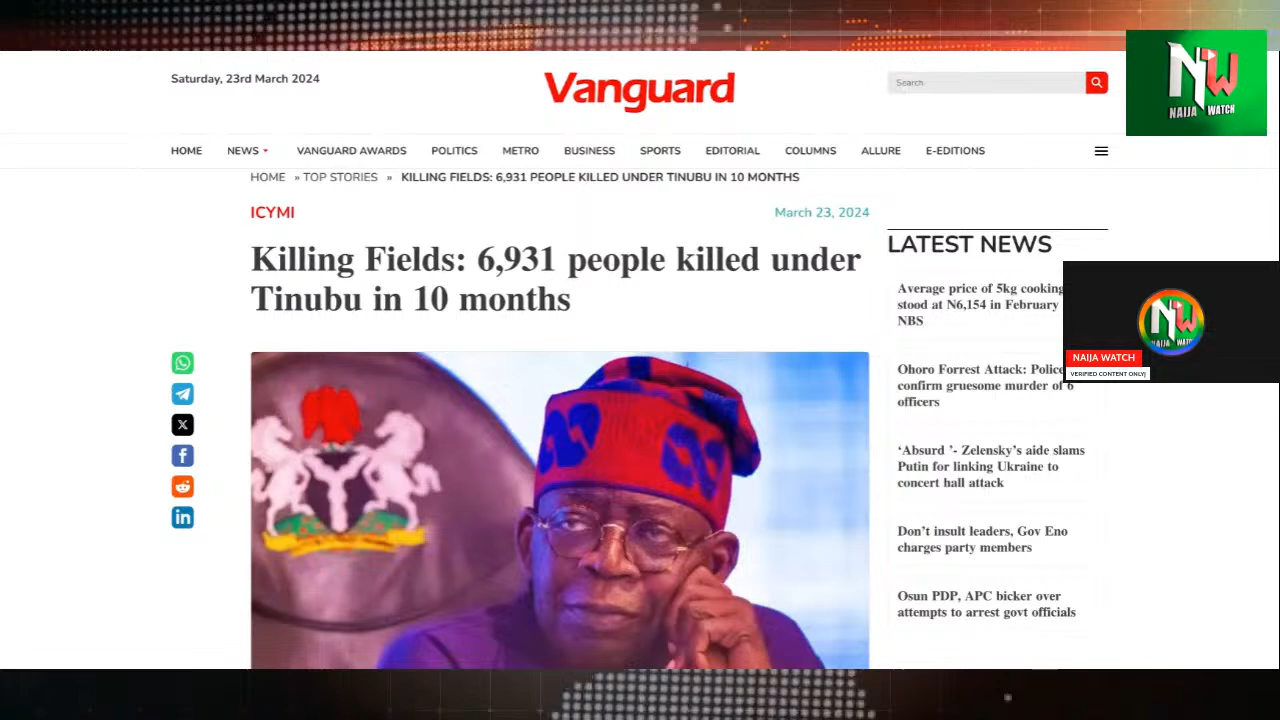 Saturday, 23rd March 2024
Vanguard
Search
NW
NAIJA WATCH
HOME
NEWS
VANGUARD AWARDS
POLITICS
METRO
BUSINESS
SPORTS
EDITORIAL
COLUMNS
ALLURE
E-EDITIONS
HOME » TOP STORIES » KILLING FIELDS: 6,931 PEOPLE KILLED UNDER TINUBU IN 10 MONTHS
ICYMI
March 23, 2024
Killing Fields: 6,931 people killed under
Tinubu in 10 months
LATEST NEWS
Average price of 5kg cooking
stood at N6,154 in February
NBS
Ohoro Forrest Attack: Police
confirm gruesome murder of 6
officers
‘Absurd ’- Zelensky’s aide slams
Putin for linking Ukraine to
concert hall attack
Don’t insult leaders, Gov Eno
charges party members
Osun PDP, APC bicker over
attempts to arrest govt officials
NW
NAIJA WATCH
NAIJA WATCH
VERIFIED CONTENT ONLY|